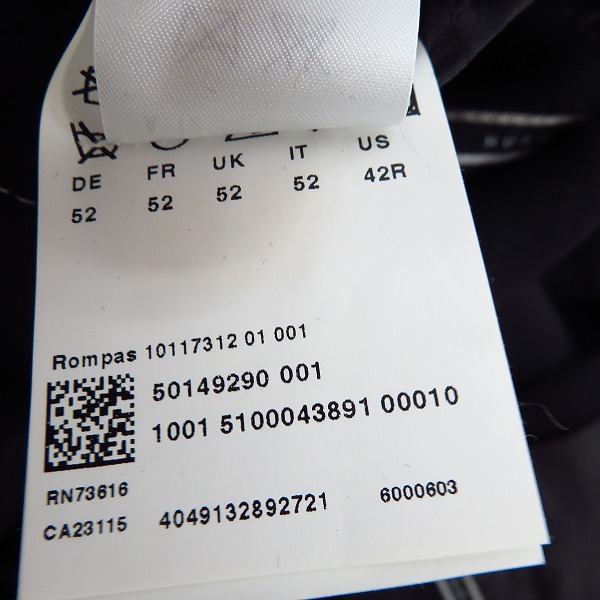 DE FR UK IT US
52 52 52 52 42R
Rompas 10117312 01 001
50149290 001
1001 5100043891 00010
RN73616
CA23115 4049132892721 6000603